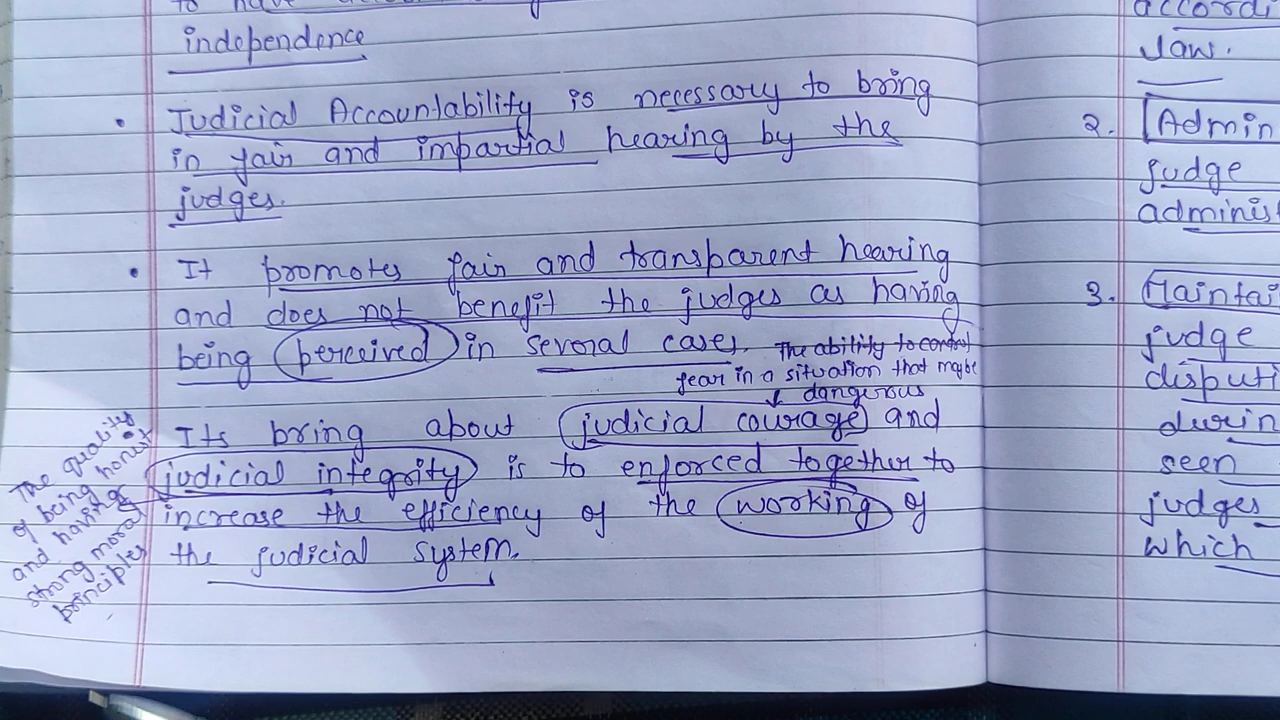 to have
independence
Judicial Accountability is necessary to bring
in fair and impartial hearing by the
judges.
It promotes fair and transparent hearing
and does not benefit the judges as having
being perceived in several cases.
The ability to control
fear in a situation that maybe
dangerous
Its bring about judicial courage and
judicial integrity is to enforced together to
increase the efficiency of the working of
the judicial system.
The quality
of being honest
and having
strong moral
principles
accordi
law.
2. Admin
judge
adminis
3. Maintai
judge
disputi
durin
seen
judges
which